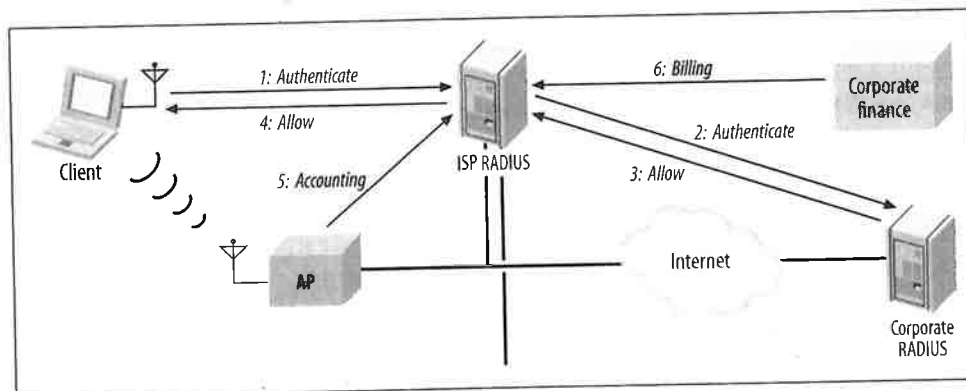 1: Authenticate
4: Allow
Client
5: Accounting
ISP RADIUS
6: Billing
Corporate
finance
2: Authenticate
3: Allow
AP
Internet
Corporate
RADIUS